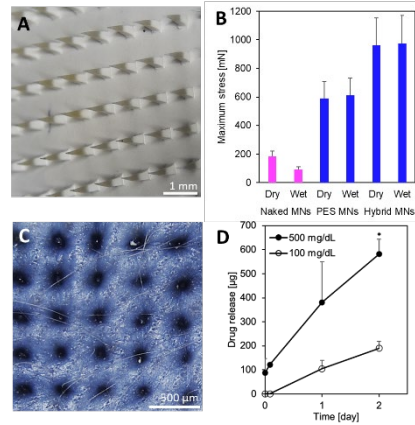 A
1 mm
B
Maximum stress [mN]
1200
1000
800
600
400
200
0
Dry Wet Dry Wet Dry Wet
Naked MNs PES MNs Hybrid MNs
C
500 µm
D
Drug release [µg]
700
600
500
400
300
200
100
0
500 mg/dL
100 mg/dL
*
0 1 2
Time [day]